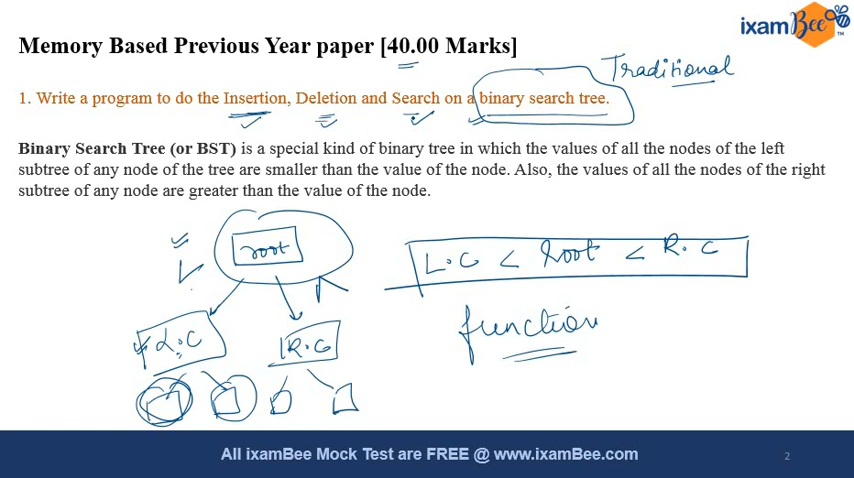 ixamBee
TM
Memory Based Previous Year paper [40.00 Marks]
Traditional
1. Write a program to do the Insertion, Deletion and Search on a binary search tree.
Binary Search Tree (or BST) is a special kind of binary tree in which the values of all the nodes of the left
subtree of any node of the tree are smaller than the value of the node. Also, the values of all the nodes of the right
subtree of any node are greater than the value of the node.
root
L.C < Root < R.C
function
L.C
R.C
All ixamBee Mock Test are FREE @ www.ixamBee.com
2